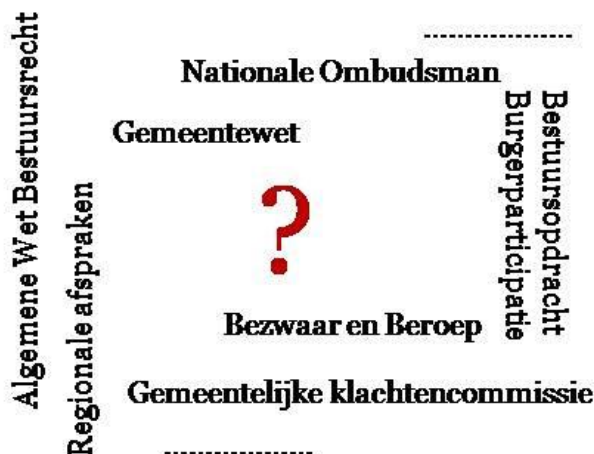 Algemene Wet Bestuursrecht
Regionale afspraken
Nationale Ombudsman
Gemeentewet
?
Bezwaar en Beroep
Gemeentelijke klachtencommissie
Burgerparticipatie
Bestuursopdracht